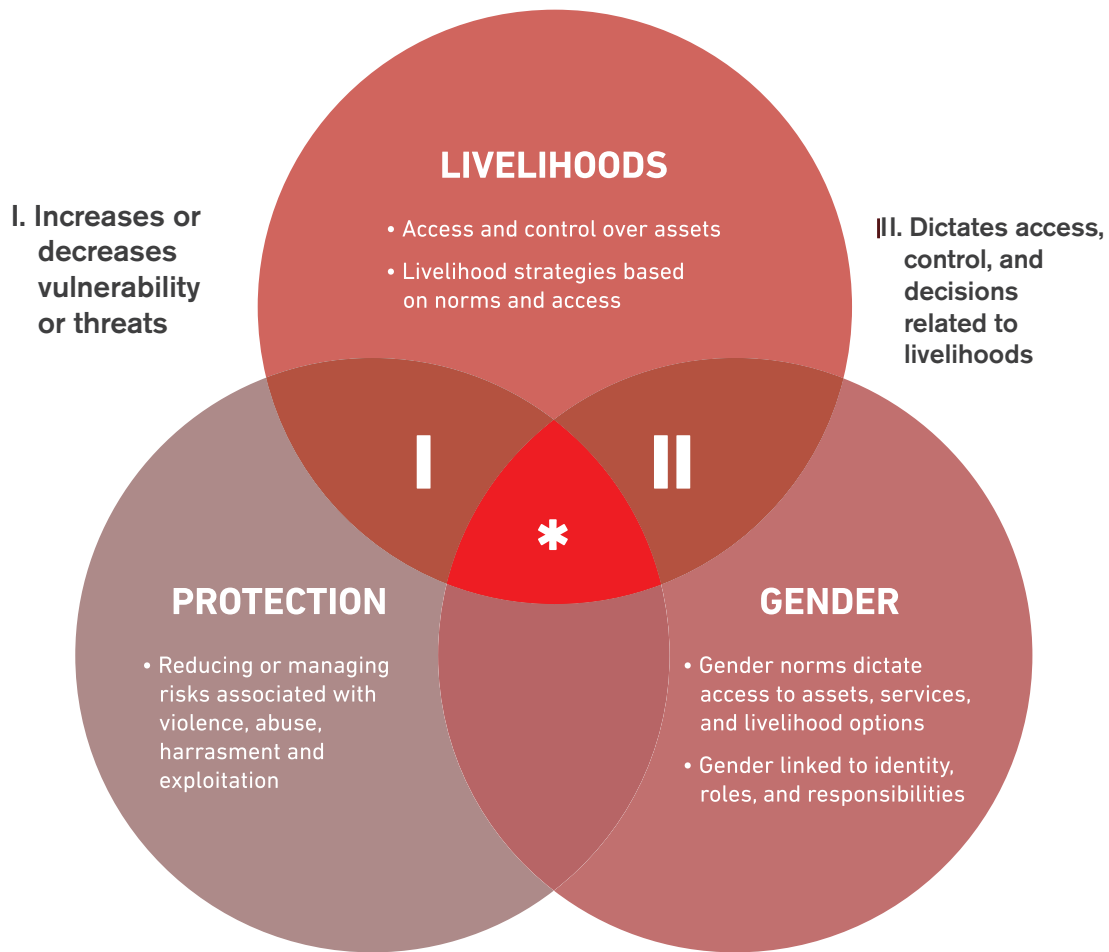 LIVELIHOODS
• Access and control over assets
• Livelihood strategies based
on norms and access
I. Increases or
decreases
vulnerability
or threats
II. Dictates access,
control, and
decisions
related to
livelihoods
I
II
*
PROTECTION
• Reducing or managing
risks associated with
violence, abuse,
harrasment and
exploitation
GENDER
• Gender norms dictate
access to assets, services,
and livelihood options
• Gender linked to identity,
roles, and responsibilities